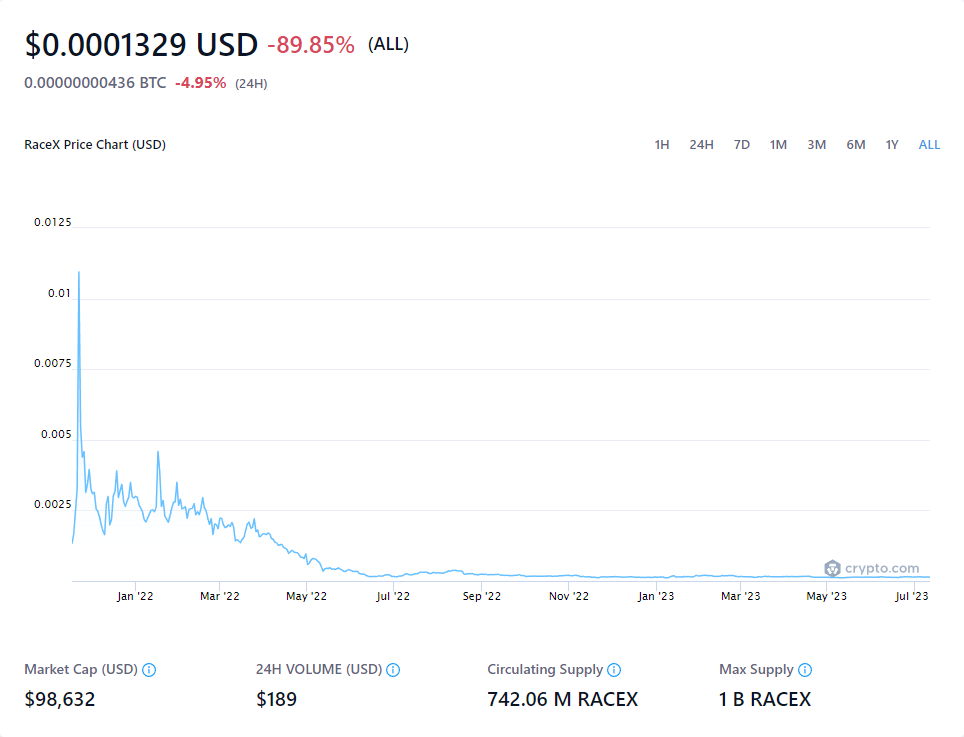 $0.0001329 USD -89.85% (ALL)
0.00000000436 BTC -4.95% (24H)
RaceX Price Chart (USD) 1H 24H 7D 1M 3M 6M 1Y ALL
0.0125
0.01
0.0075
0.005
0.0025
crypto.com
Jan '22 Mar '22 May '22 Jul '22 Sep '22 Nov '22 Jan '23 Mar '23 May '23 Jul '23
Market Cap (USD) 24H VOLUME (USD) Circulating Supply Max Supply
$98,632 $189 742.06 M RACEX 1 B RACEX